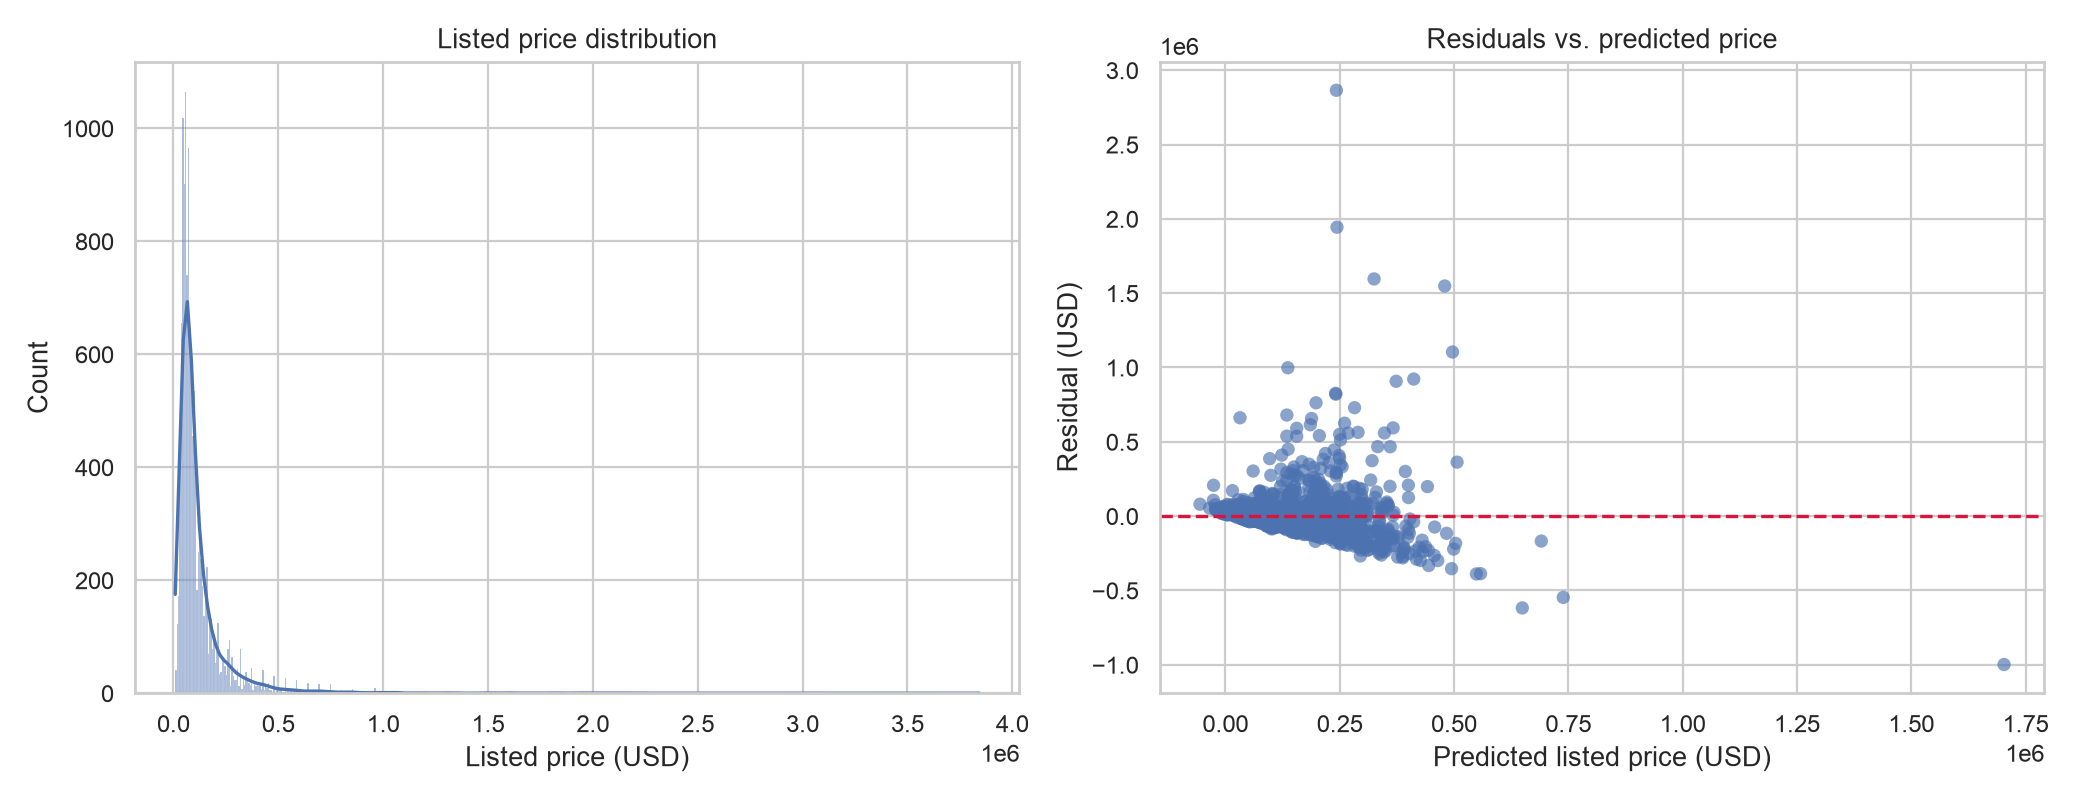 Listed price distribution
Count
1000
800
600
400
200
0
0.0 0.5 1.0 1.5 2.0 2.5 3.0 3.5 4.0
1e6
Listed price (USD)
Residuals vs. predicted price
1e6
Residual (USD)
3.0
2.5
2.0
1.5
1.0
0.5
0.0
−0.5
−1.0
0.00 0.25 0.50 0.75 1.00 1.25 1.50 1.75
1e6
Predicted listed price (USD)